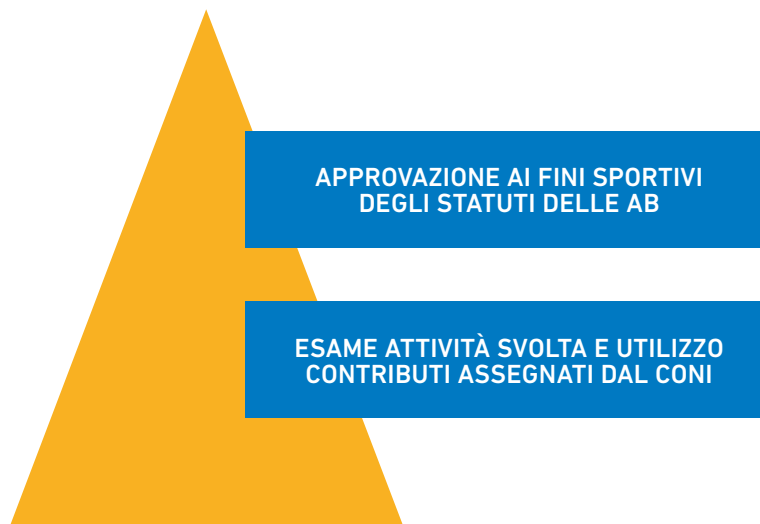 APPROVAZIONE AI FINI SPORTIVI
DEGLI STATUTI DELLE AB
ESAME ATTIVITÀ SVOLTA E UTILIZZO
CONTRIBUTI ASSEGNATI DAL CONI